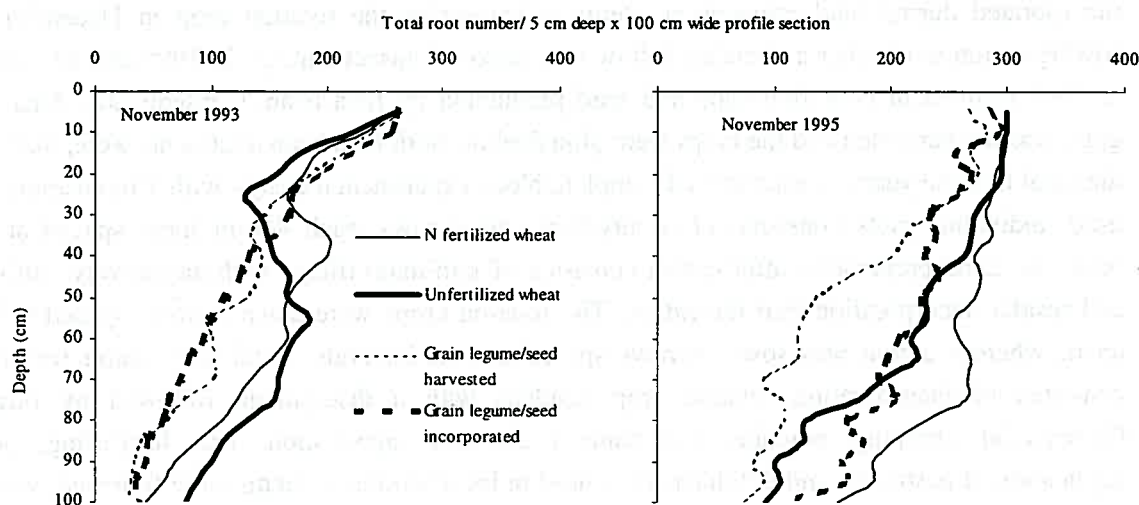 Total root number/ 5 cm deep x 100 cm wide profile section
0 100 200 300 400 0 100 200 300 400
0
10
20
30
40
50
60
70
80
90
100
Depth (cm)
November 1993
November 1995
N fertilized wheat
Unfertilized wheat
Grain legume/seed
harvested
Grain legume/seed
incorporated